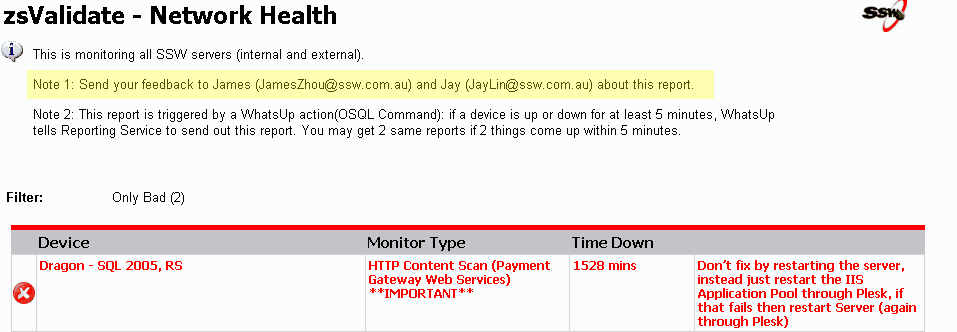 zsValidate - Network Health
SSW
This is monitoring all SSW servers (internal and external).
Note 1: Send your feedback to James (JamesZhou@ssw.com.au) and Jay (JayLin@ssw.com.au) about this report.
Note 2: This report is triggered by a WhatsUp action(OSQL Command): if a device is up or down for at least 5 minutes, WhatsUp
tells Reporting Service to send out this report. You may get 2 same reports if 2 things come up within 5 minutes.
Filter: Only Bad (2)
Device Monitor Type Time Down
Dragon - SQL 2005, RS HTTP Content Scan (Payment 1528 mins Don't fix by restarting the server,
Gateway Web Services) instead just restart the IIS
**IMPORTANT** Application Pool through Plesk, if
that fails then restart Server (again
through Plesk)